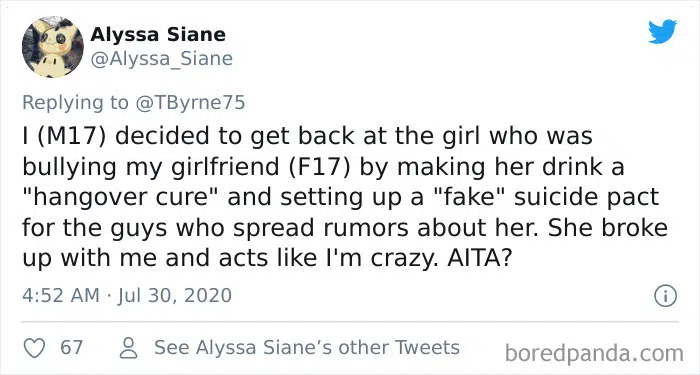 Alyssa Siane
@Alyssa_Siane
Replying to @TByrne75
I (M17) decided to get back at the girl who was
bullying my girlfriend (F17) by making her drink a
"hangover cure" and setting up a "fake" suicide pact
for the guys who spread rumors about her. She broke
up with me and acts like I'm crazy. AITA?
4:52 AM · Jul 30, 2020
67 See Alyssa Siane’s other Tweets
boredpanda.com